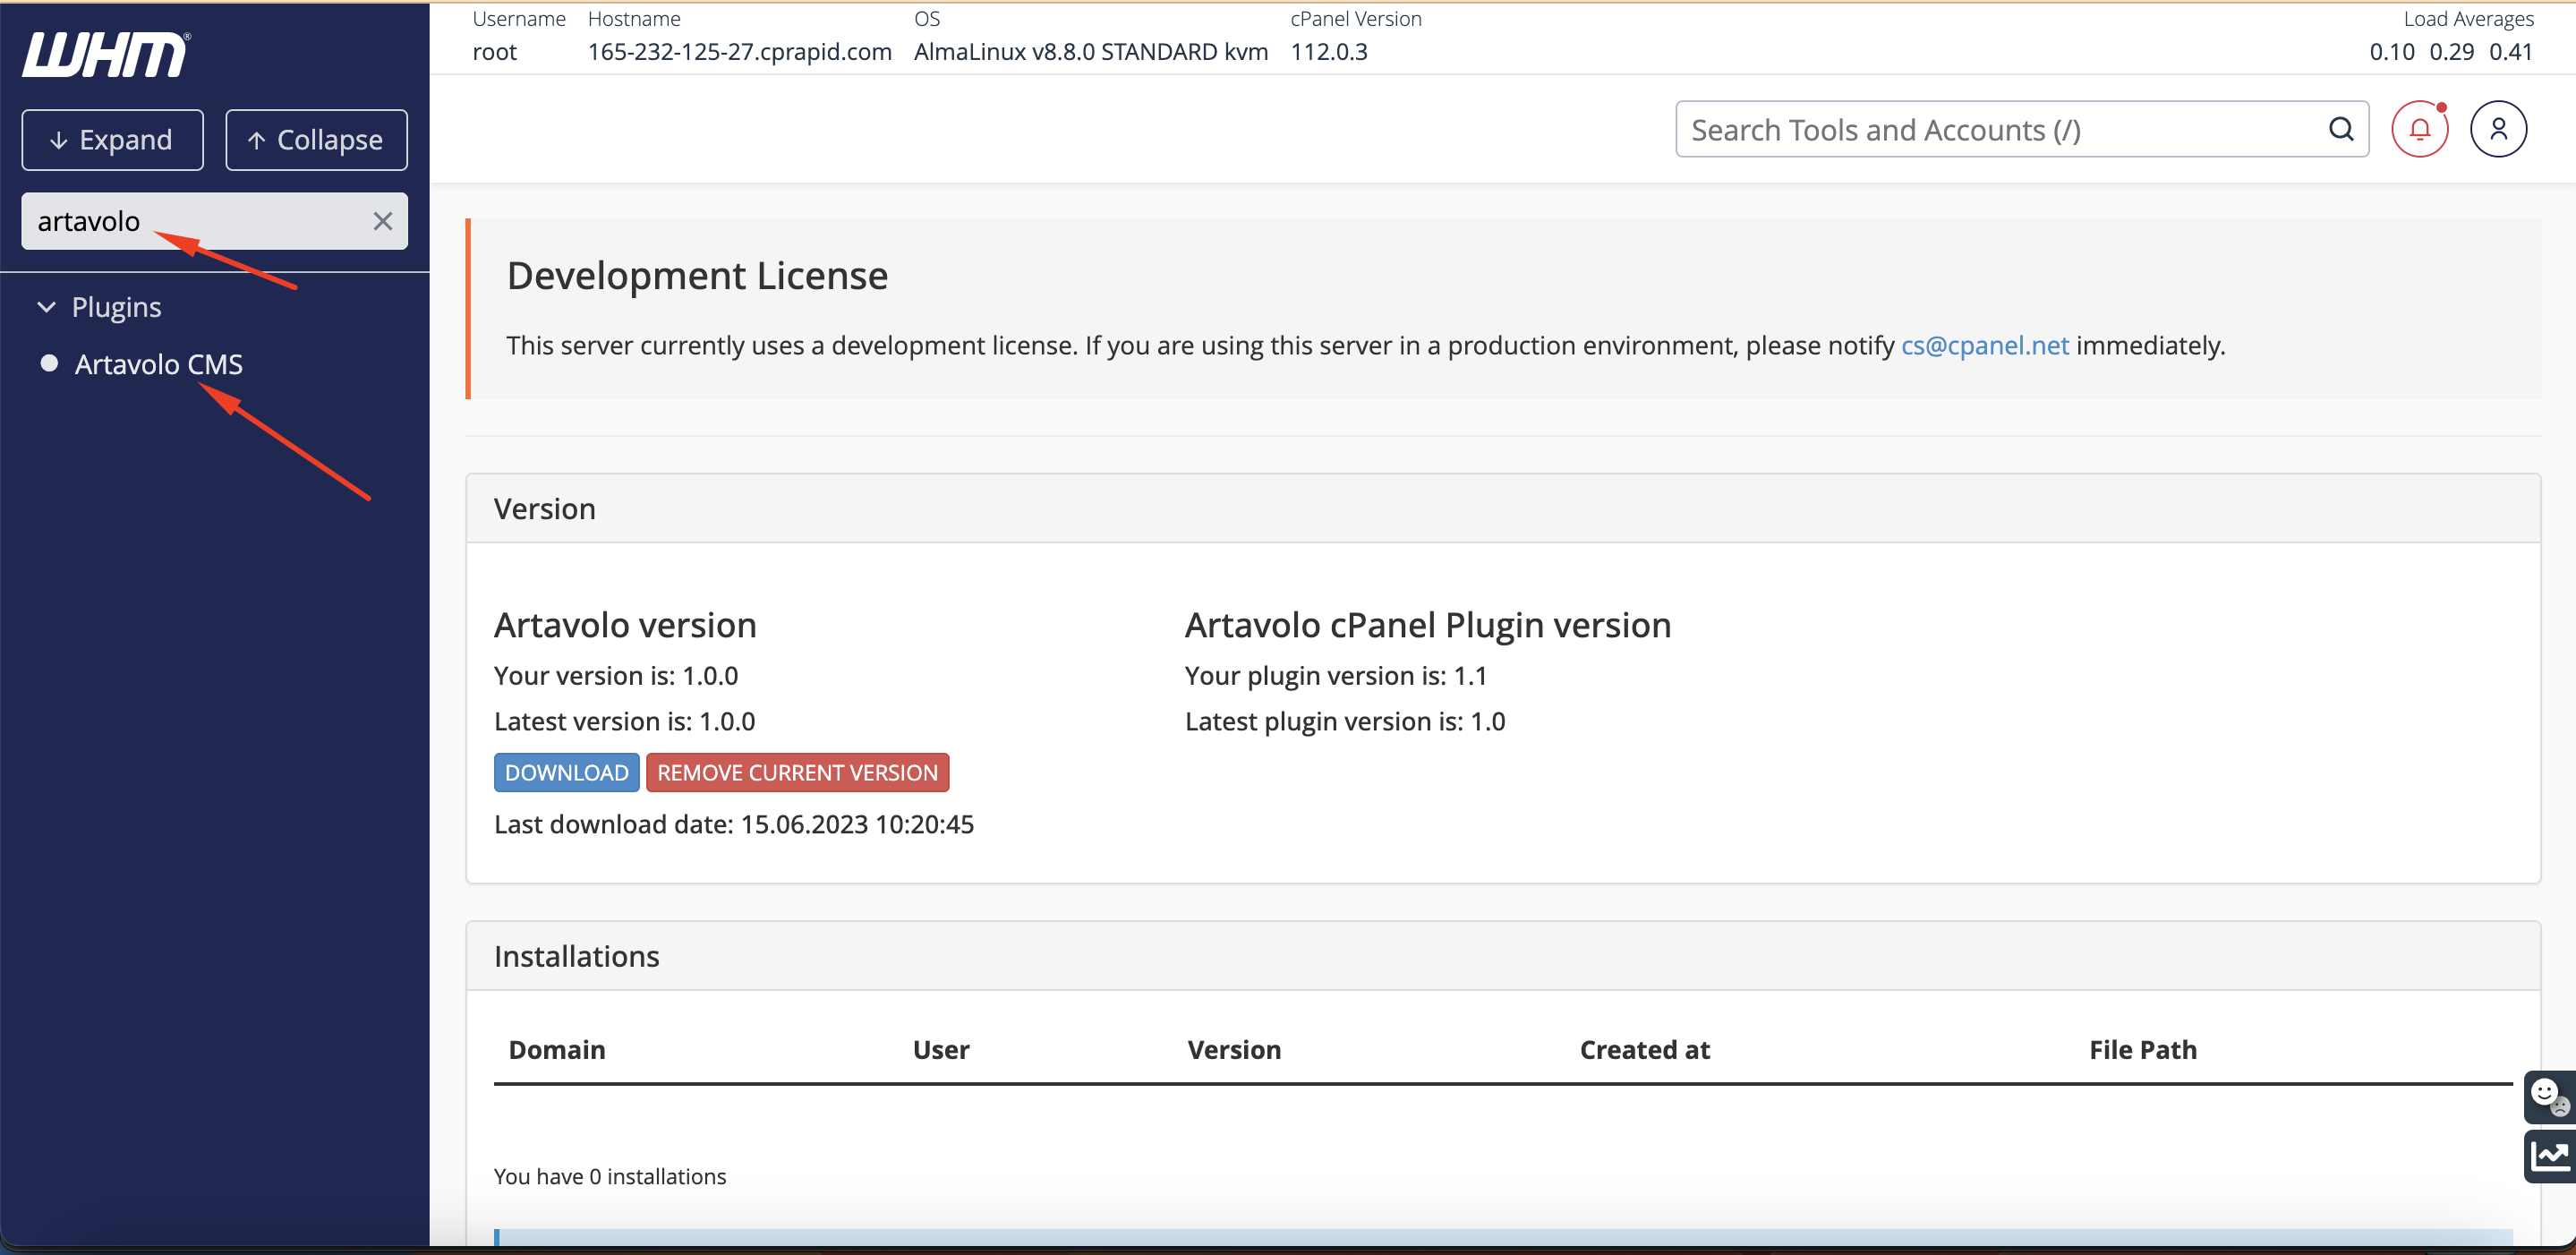 WHM®
Username Hostname OS cPanel Version Load Averages
root 165-232-125-27.cprapid.com AlmaLinux v8.8.0 STANDARD kvm 112.0.3 0.10 0.29 0.41
Expand Collapse
Search Tools and Accounts (/)
artavolo
Plugins
Artavolo CMS
Development License
This server currently uses a development license. If you are using this server in a production environment, please notify cs@cpanel.net immediately.
Version
Artavolo version
Your version is: 1.0.0
Latest version is: 1.0.0
DOWNLOAD REMOVE CURRENT VERSION
Last download date: 15.06.2023 10:20:45
Artavolo cPanel Plugin version
Your plugin version is: 1.1
Latest plugin version is: 1.0
Installations
Domain User Version Created at File Path
You have 0 installations